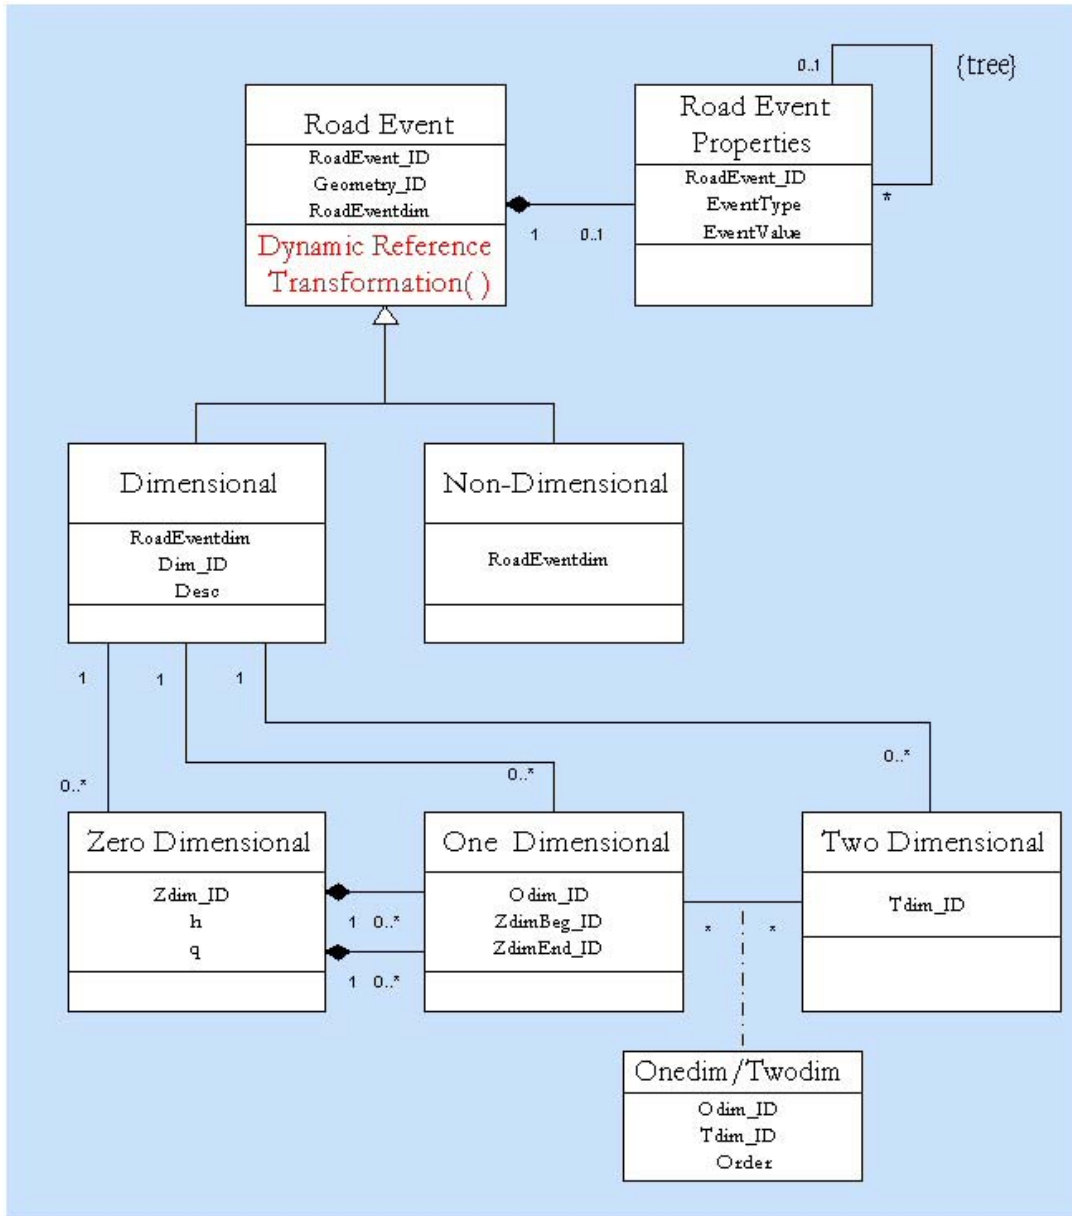 0..1
{tree}
Road Event
RoadEvent_ID
Geometry_ID
RoadEventdim
Dynamic Reference
Transformation( )
Road Event
Properties
RoadEvent_ID
EventType
EventValue
*
1 0..1
Dimensional
RoadEventdim
Dim_ID
Desc
Non-Dimensional
RoadEventdim
1
1
1
0..*
0..*
0..*
Zero Dimensional
Zdim_ID
h
q
One Dimensional
Odim_ID
ZdimBeg_ID
ZdimEnd_ID
Two Dimensional
Tdim_ID
1 0..*
1 0..*
* *
Onedim/Twodim
Odim_ID
Tdim_ID
Order